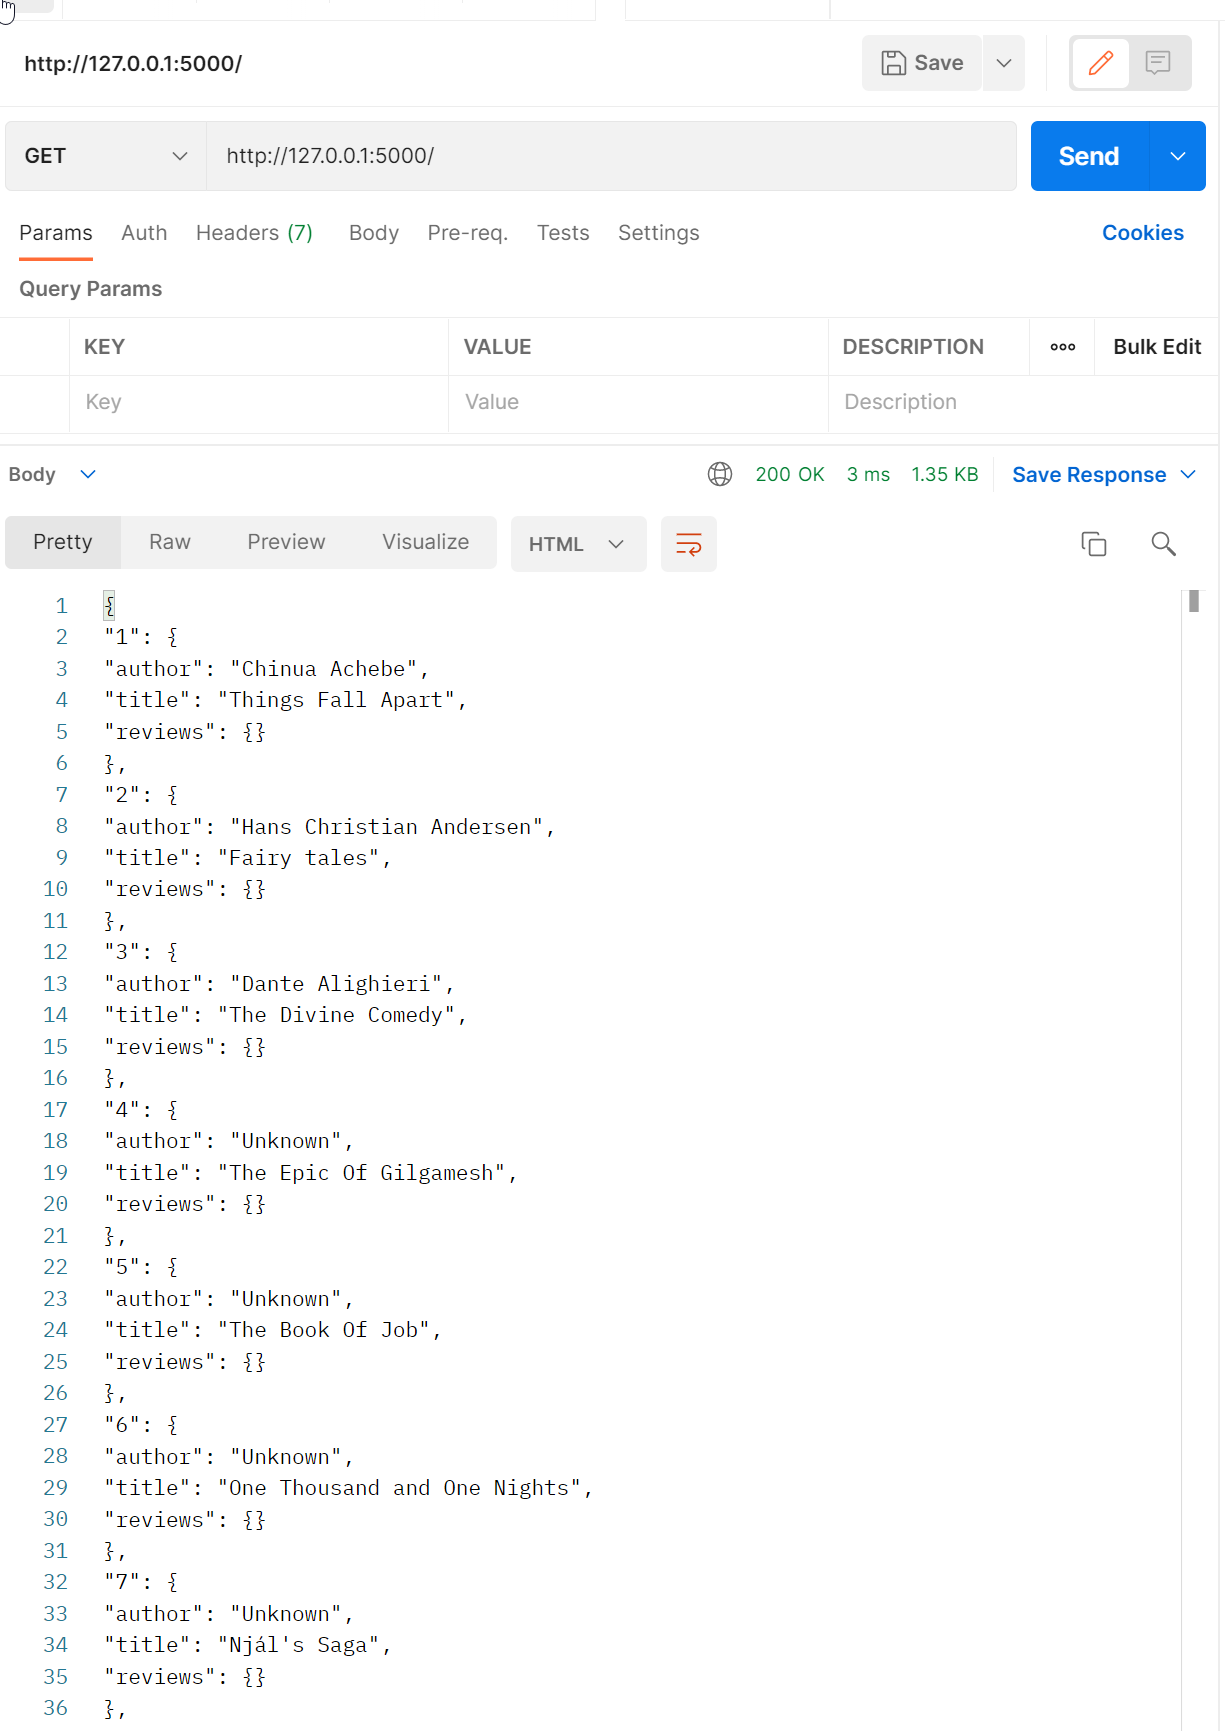 http://127.0.0.1:5000/ Save
GET http://127.0.0.1:5000/ Send
Params Auth Headers (7) Body Pre-req. Tests Settings Cookies
Query Params
KEY VALUE DESCRIPTION ooo Bulk Edit
Key Value Description
Body 200 OK 3 ms 1.35 KB Save Response
Pretty Raw Preview Visualize HTML
1 {
2 "1": {
3 "author": "Chinua Achebe",
4 "title": "Things Fall Apart",
5 "reviews": {}
6 },
7 "2": {
8 "author": "Hans Christian Andersen",
9 "title": "Fairy tales",
10 "reviews": {}
11 },
12 "3": {
13 "author": "Dante Alighieri",
14 "title": "The Divine Comedy",
15 "reviews": {}
16 },
17 "4": {
18 "author": "Unknown",
19 "title": "The Epic Of Gilgamesh",
20 "reviews": {}
21 },
22 "5": {
23 "author": "Unknown",
24 "title": "The Book Of Job",
25 "reviews": {}
26 },
27 "6": {
28 "author": "Unknown",
29 "title": "One Thousand and One Nights",
30 "reviews": {}
31 },
32 "7": {
33 "author": "Unknown",
34 "title": "Njál's Saga",
35 "reviews": {}
36 },